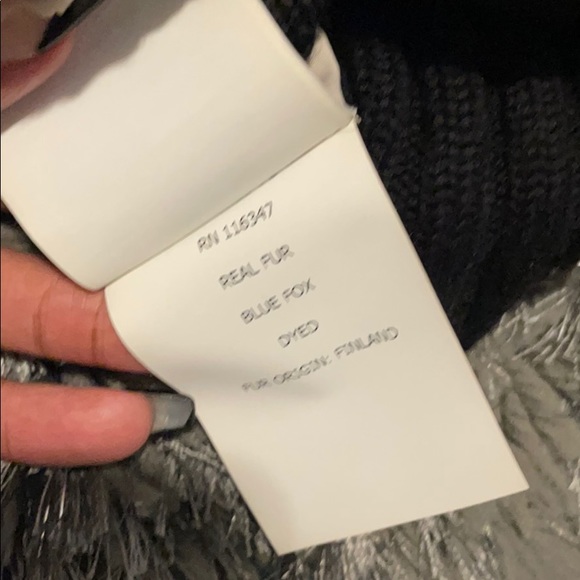 RN 116347
REAL FUR
BLUE FOX
DYED
FUR ORIGIN: FINLAND